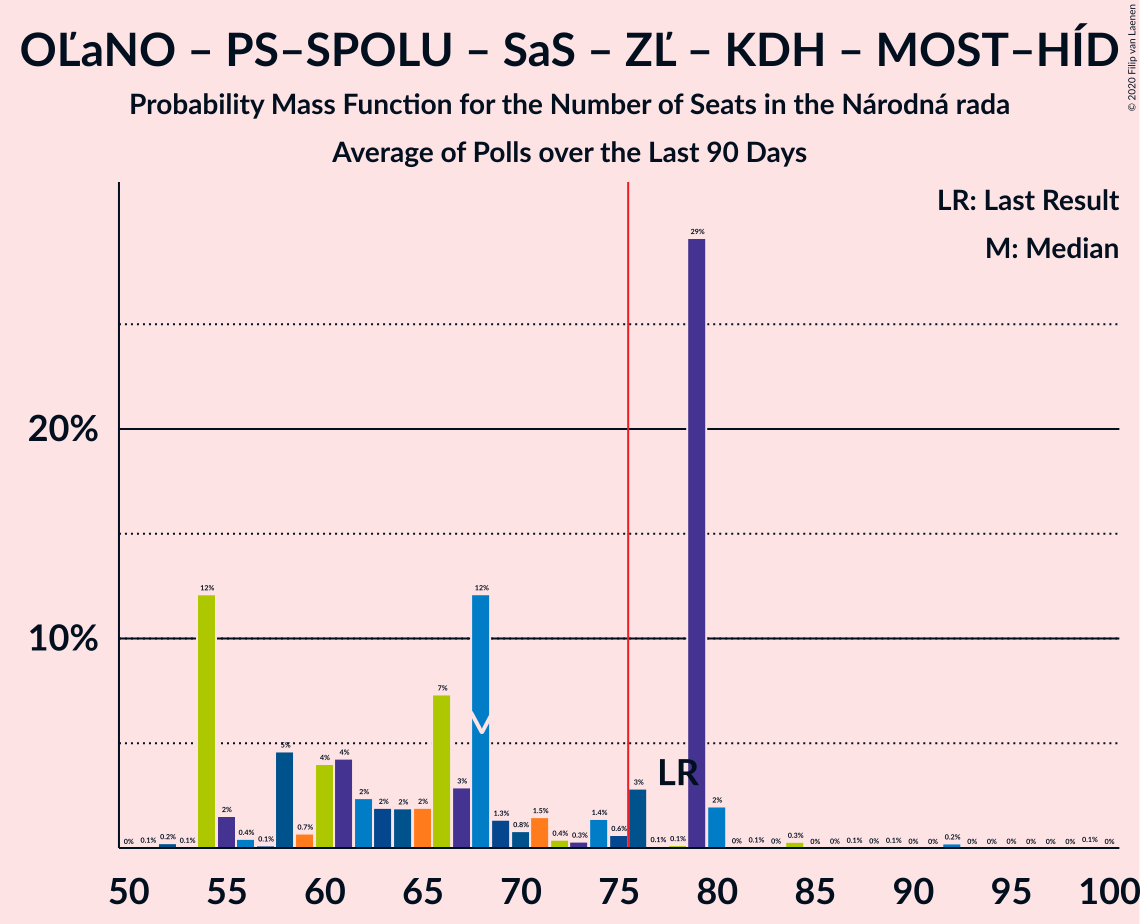 OĽaNO – PS–SPOLU – SaS – ZĽ – KDH – MOST–HÍD
Probability Mass Function for the Number of Seats in the Národná rada
Average of Polls over the Last 90 Days
© 2020 Filip van Laenen
LR: Last Result
M: Median
20%
10%
0% 0.1% 0.2% 0.1% 12% 2% 0.4% 0.1% 5% 0.7% 4% 4% 2% 2% 2% 2% 7% 3% 12% 1.3% 0.8% 1.5% 0.4% 0.3% 1.4% 0.6% 3% 0.1% 0.1% 29% 2% 0% 0.1% 0% 0.3% 0% 0% 0.1% 0% 0.1% 0% 0% 0.2% 0% 0% 0% 0% 0% 0% 0.1% 0%
M
LR
50 55 60 65 70 75 80 85 90 95 100